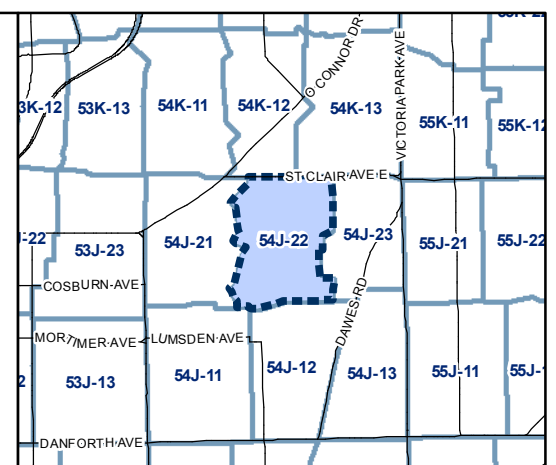 O CONNOR DR
VICTORIA PARK AVE
3K-12
53K-13
54K-11
54K-12
54K-13
55K-11
55K-12
ST CLAIR AVE E
J-22
53J-23
54J-21
54J-22
54J-23
55J-21
55J-22
COSBURN AVE
DAWES RD
MORTIMER AVE
LUMSDEN AVE
2
53J-13
54J-11
54J-12
54J-13
55J-11
55J-
DANFORTH AVE